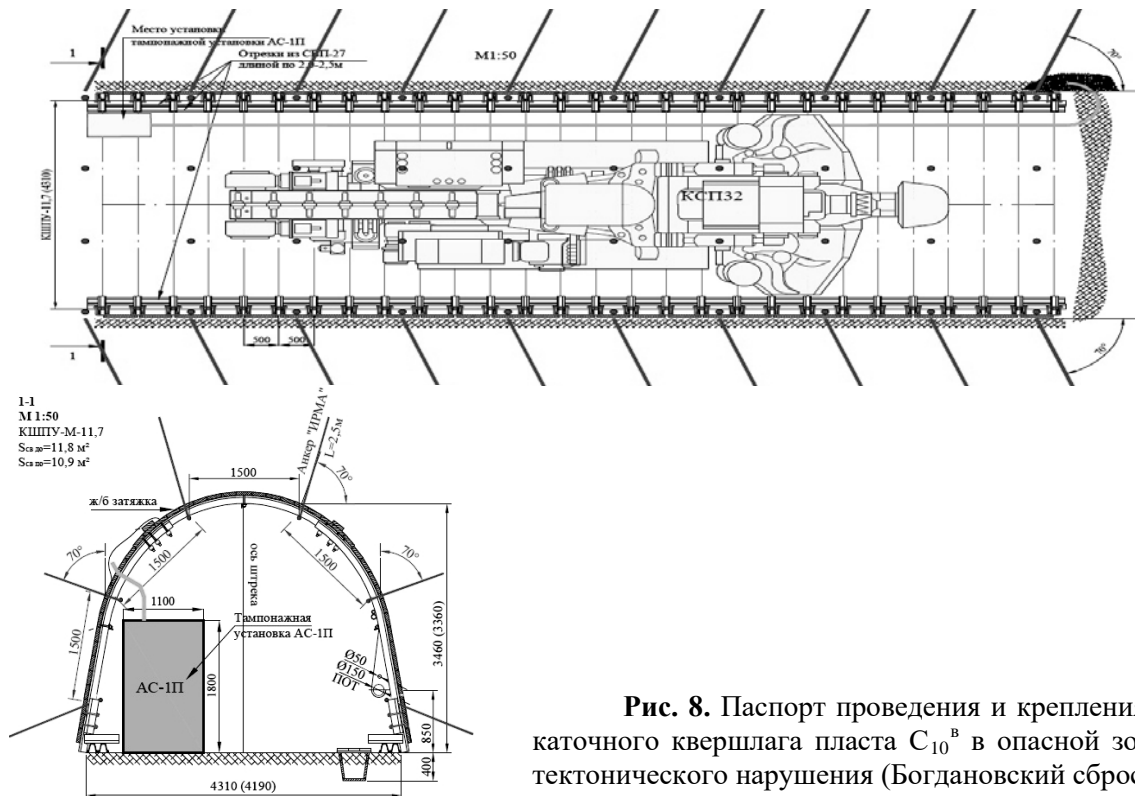 Место установки
тампонажной установки АС-1П
Отрезки из СВП-27
длиной по 2,0-2,5м
М1:50
1
70°
КШПУ-11,7(4310)
КСП32
1
500 500
70°
1-1
М 1:50
КШПУ-М-11,7
Sсв до=11,8 м²
Sсв по=10,9 м²
Анкер "ИРМА"
L=2,5м
1500
70°
ж/б затяжка
70°
70°
1500
1500
ось штрека
1100
1500
Тампонажная
установка АС-1П
АС-1П
1800
3460 (3360)
Ø50
Ø150
ПОТ
850
400
4310 (4190)
Рис. 8. Паспорт проведения и крепления
каточного квершлага пласта С₁₀ᵛ в опасной зо
тектонического нарушения (Богдановский сброс